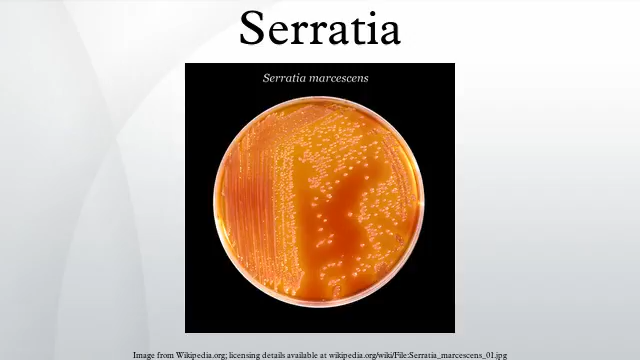 Serratia
Serratia marcescens
Image from Wikipedia.org; licensing details available at wikipedia.org/wiki/File:Serratia_marcescens_01.jpg